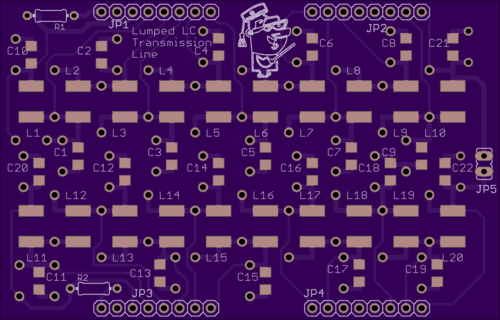 R1 JP1 JP2
C10 C2 Lumped LC C4 C6 C8 C21
Transmission
Line
L2 L4 L8
L1 L3 L5 L6 L7 L9 L10
C1 C3 C5 C7 C9
C20 C12 C14 C16 C18 C22
JP5
L12 L14 L16 L18 L19
L11 L13 L15 L17 L20
C11 R2 C13 C15 C17 C19
JP3 JP4